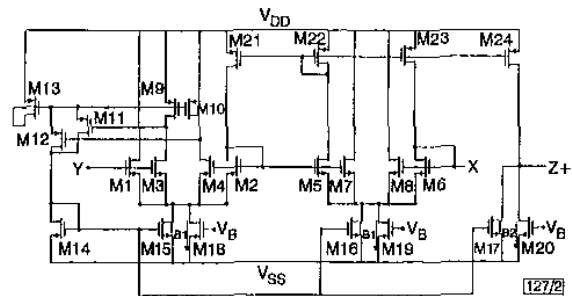 VDD
M21 M22 M23 M24
M13 M9
M11 M10
M12
Y X Z+
M1 M3 M4 M2 M5 M7 M8 M6
M14 M15 B1 M18 VB M16 B1 M19 VB M17 B2 M20 VB
VSS
127/2